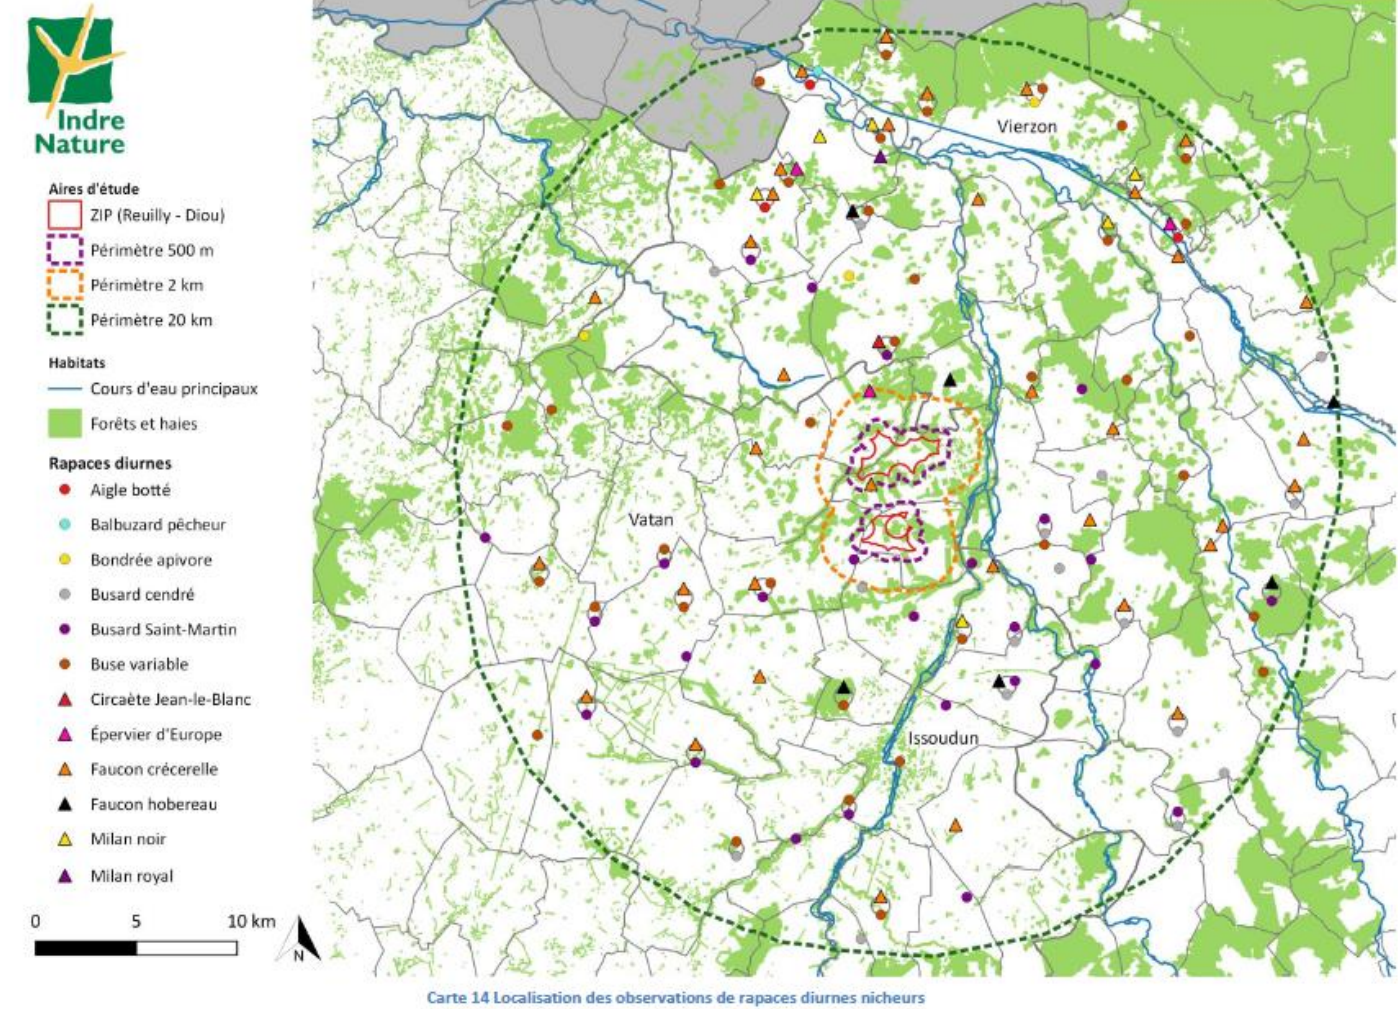 Indre
Nature
Aires d'étude
ZIP (Reuilly - Diou)
Périmètre 500 m
Périmètre 2 km
Périmètre 20 km
Habitats
Cours d'eau principaux
Forêts et haies
Rapaces diurnes
Aigle botté
Balbuzard pêcheur
Bondrée apivore
Busard cendré
Busard Saint-Martin
Buse variable
Circaète Jean-le-Blanc
Épervier d'Europe
Faucon crécerelle
Faucon hobereau
Milan noir
Milan royal
0 5 10 km
N
Vierzon
Vatan
Issoudun
Carte 14 Localisation des observations de rapaces diurnes nicheurs